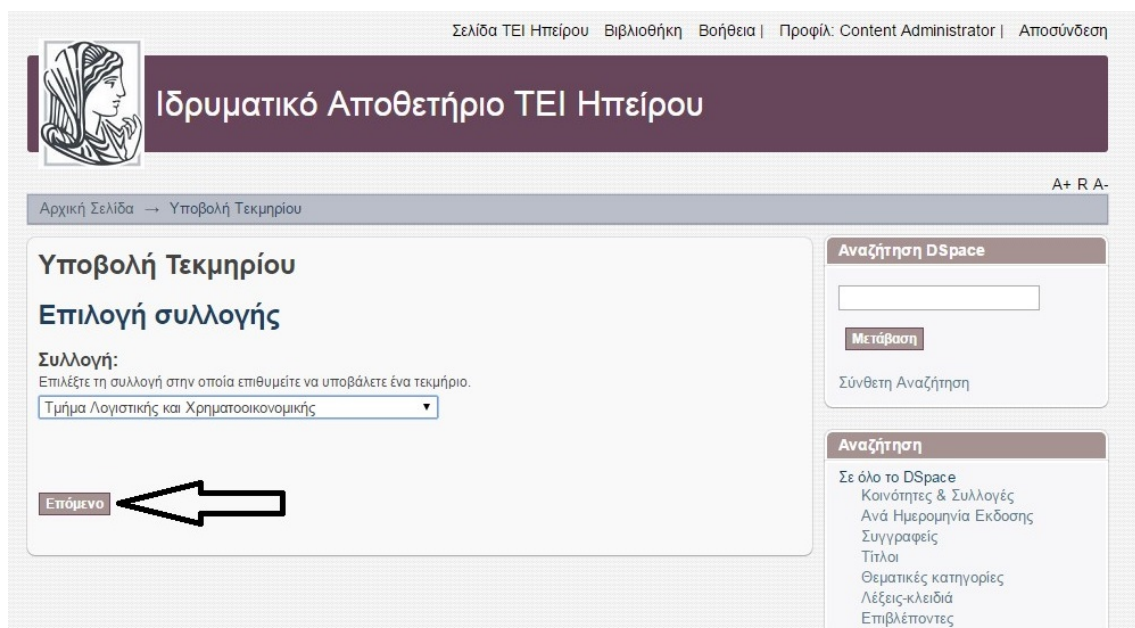 Σελίδα ΤΕΙ Ηπείρου Βιβλιοθήκη Βοήθεια | Προφίλ: Content Administrator | Αποσύνδεση
Ιδρυματικό Αποθετήριο ΤΕΙ Ηπείρου
A+ R A-
Αρχική Σελίδα → Υποβολή Τεκμηρίου
Υποβολή Τεκμηρίου
Επιλογή συλλογής
Συλλογή:
Επιλέξτε τη συλλογή στην οποία επιθυμείτε να υποβάλετε ένα τεκμήριο.
Τμήμα Λογιστικής και Χρηματοοικονομικής
Επόμενο
Αναζήτηση DSpace
Μετάβαση
Σύνθετη Αναζήτηση
Αναζήτηση
Σε όλο το DSpace
Κοινότητες & Συλλογές
Ανά Ημερομηνία Εκδοσης
Συγγραφείς
Τίτλοι
Θεματικές κατηγορίες
Λέξεις-κλειδιά
Επιβλέποντες